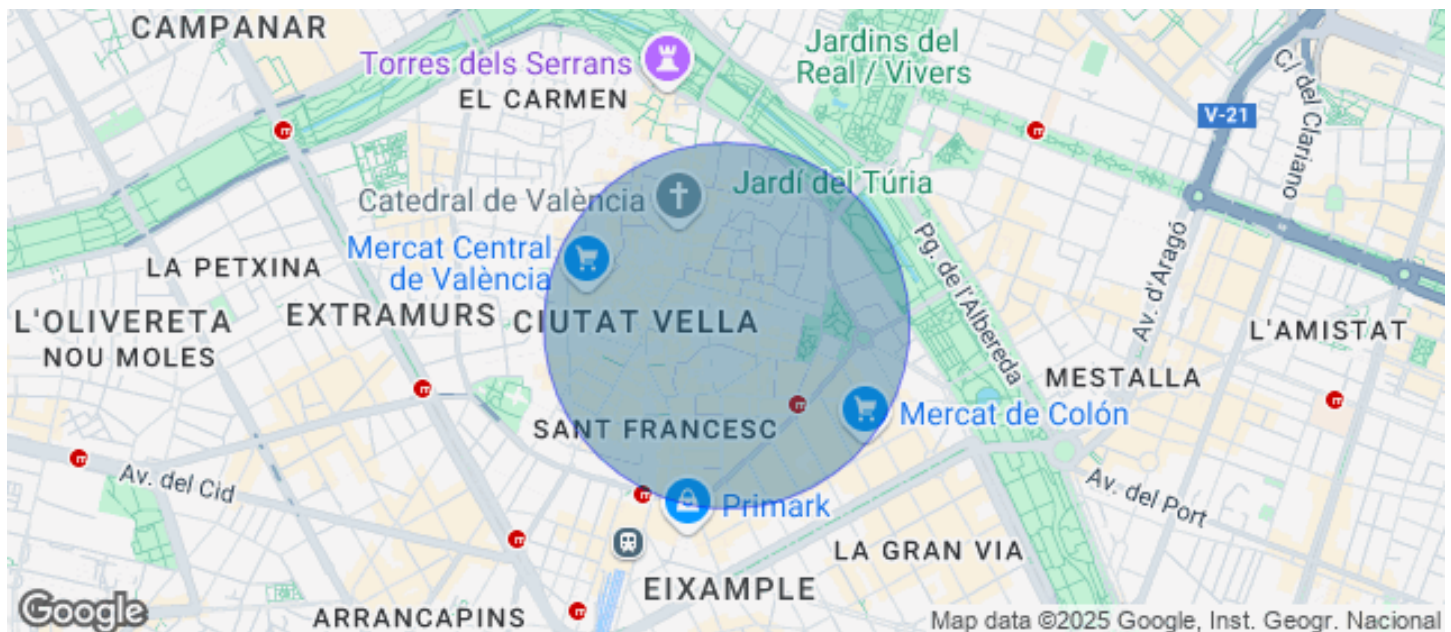 CAMPANAR
Torres dels Serrans
EL CARMEN
Jardins del
Real / Vivers
V-21
C/ del Clariano
Catedral de València
Jardí del Túria
Mercat Central
de València
LA PETXINA
Pg. de l'Albereda
Av. d'Aragó
L'OLIVERETA
NOU MOLES
EXTRAMURS
CIUTAT VELLA
L'AMISTAT
MESTALLA
SANT FRANCESC
Mercat de Colón
Av. del Cid
Primark
Av. del Port
LA GRAN VIA
EIXAMPLE
ARRANCAPINS
Google
Map data ©2025 Google, Inst. Geogr. Nacional